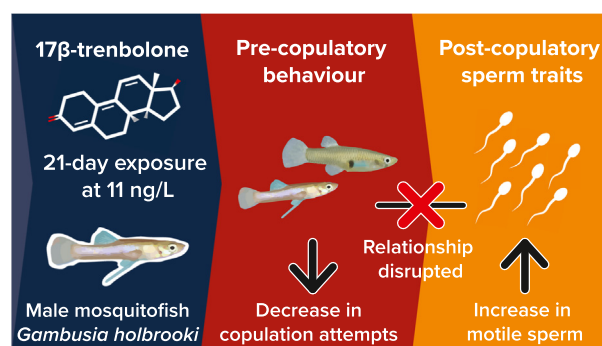 17β-trenbolone
21-day exposure
at 11 ng/L
Male mosquitofish
Gambusia holbrooki
Pre-copulatory
behaviour
Decrease in
copulation attempts
Relationship
disrupted
Post-copulatory
sperm traits
Increase in
motile sperm